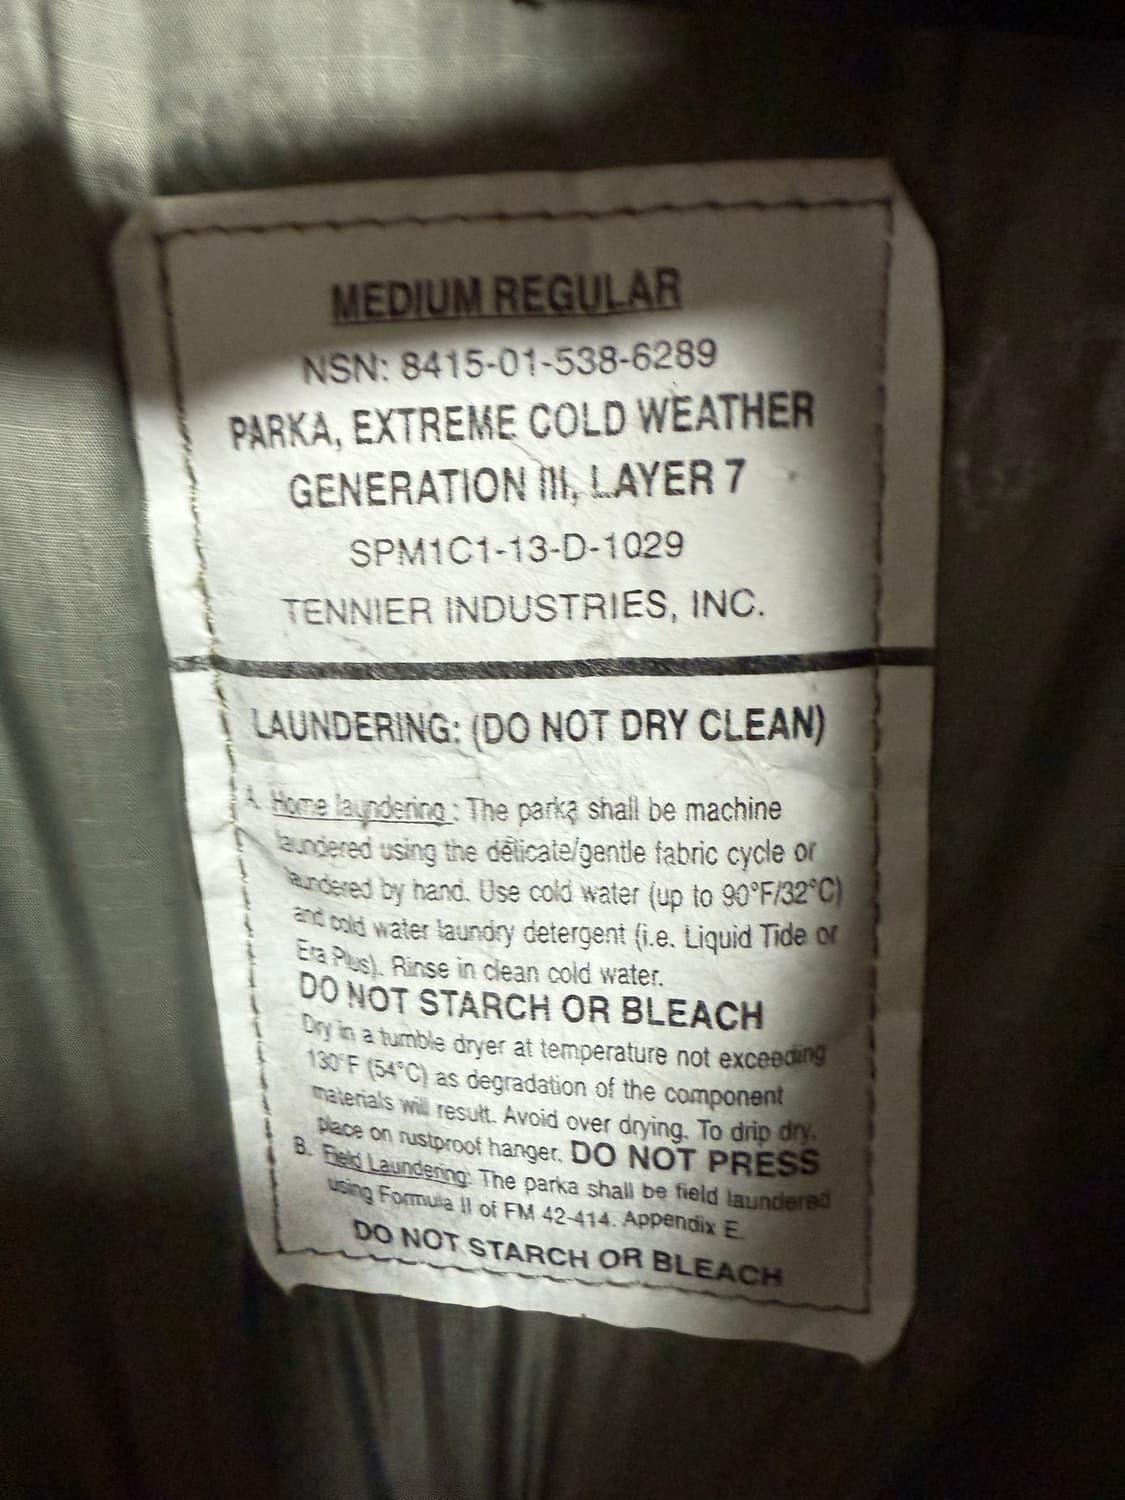 MEDIUM REGULAR
NSN: 8415-01-538-6289
PARKA, EXTREME COLD WEATHER
GENERATION III, LAYER 7
SPM1C1-13-D-1029
TENNIER INDUSTRIES, INC.
LAUNDERING: (DO NOT DRY CLEAN)
A. Home laundering : The parka shall be machine
laundered using the delicate/gentle fabric cycle or
laundered by hand. Use cold water (up to 90°F/32°C)
and cold water laundry detergent (i.e. Liquid Tide or
Era Plus). Rinse in clean cold water.
DO NOT STARCH OR BLEACH
Dry in a tumble dryer at temperature not exceeding
130°F (54°C) as degradation of the component
materials will result. Avoid over drying. To drip dry,
place on rustproof hanger. DO NOT PRESS
B. Field Laundering: The parka shall be field laundered
using Formula II of FM 42-414. Appendix E.
DO NOT STARCH OR BLEACH